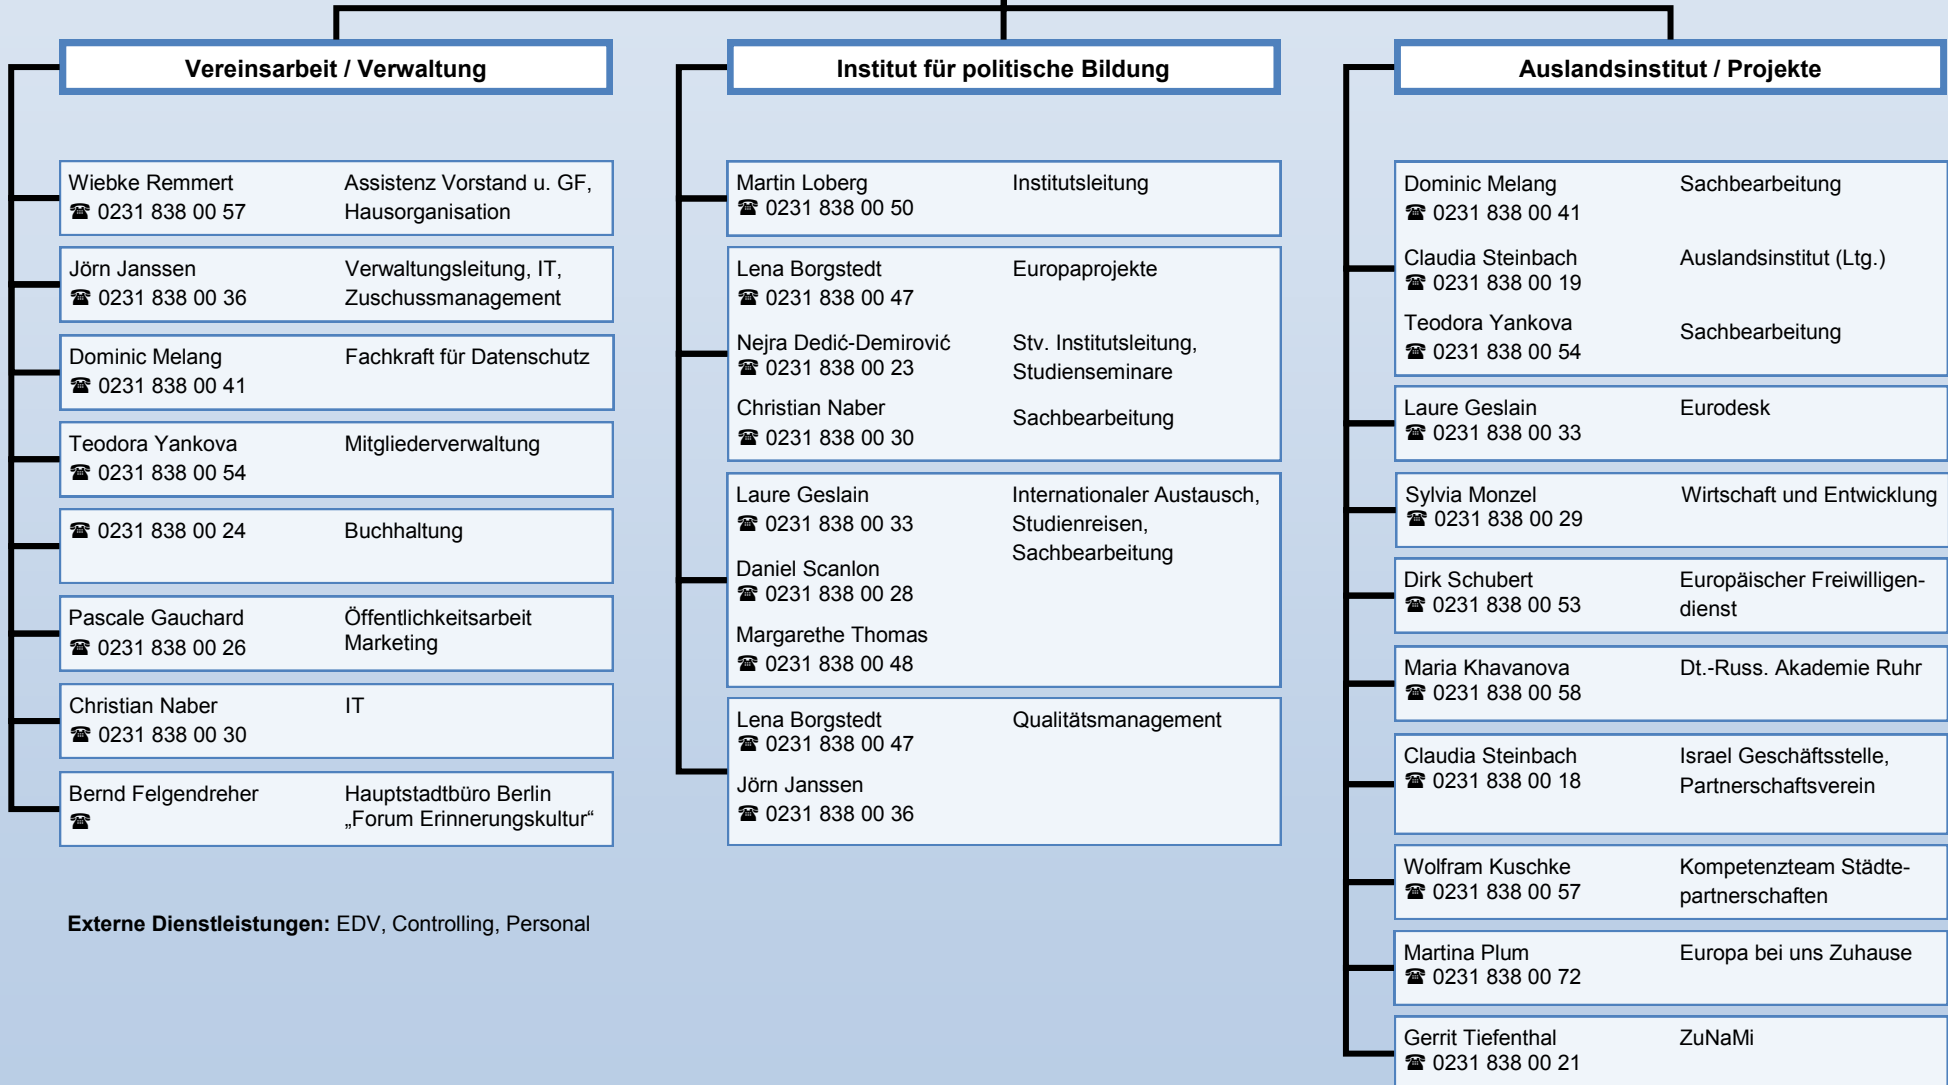 Vereinsarbeit / Verwaltung
Wiebke Remmert Assistenz Vorstand u. GF,
☎ 0231 838 00 57 Hausorganisation
Jörn Janssen Verwaltungsleitung, IT,
☎ 0231 838 00 36 Zuschussmanagement
Dominic Melang Fachkraft für Datenschutz
☎ 0231 838 00 41
Teodora Yankova Mitgliederverwaltung
☎ 0231 838 00 54
☎ 0231 838 00 24 Buchhaltung
Pascale Gauchard Öffentlichkeitsarbeit
☎ 0231 838 00 26 Marketing
Christian Naber IT
☎ 0231 838 00 30
Bernd Felgendreher Hauptstadtbüro Berlin
☎ „Forum Erinnerungskultur“
Externe Dienstleistungen: EDV, Controlling, Personal
Institut für politische Bildung
Martin Loberg Institutsleitung
☎ 0231 838 00 50
Lena Borgstedt Europaprojekte
☎ 0231 838 00 47
Nejra Dedić-Demirović Stv. Institutsleitung,
☎ 0231 838 00 23 Studienseminare
Christian Naber Sachbearbeitung
☎ 0231 838 00 30
Laure Geslain Internationaler Austausch,
☎ 0231 838 00 33 Studienreisen,
Sachbearbeitung
Daniel Scanlon
☎ 0231 838 00 28
Margarethe Thomas
☎ 0231 838 00 48
Lena Borgstedt Qualitätsmanagement
☎ 0231 838 00 47
Jörn Janssen
☎ 0231 838 00 36
Auslandsinstitut / Projekte
Dominic Melang Sachbearbeitung
☎ 0231 838 00 41
Claudia Steinbach Auslandsinstitut (Ltg.)
☎ 0231 838 00 19
Teodora Yankova Sachbearbeitung
☎ 0231 838 00 54
Laure Geslain Eurodesk
☎ 0231 838 00 33
Sylvia Monzel Wirtschaft und Entwicklung
☎ 0231 838 00 29
Dirk Schubert Europäischer Freiwilligen-
☎ 0231 838 00 53 dienst
Maria Khavanova Dt.-Russ. Akademie Ruhr
☎ 0231 838 00 58
Claudia Steinbach Israel Geschäftsstelle,
☎ 0231 838 00 18 Partnerschaftsverein
Wolfram Kuschke Kompetenzteam Städte-
☎ 0231 838 00 57 partnerschaften
Martina Plum Europa bei uns Zuhause
☎ 0231 838 00 72
Gerrit Tiefenthal ZuNaMi
☎ 0231 838 00 21